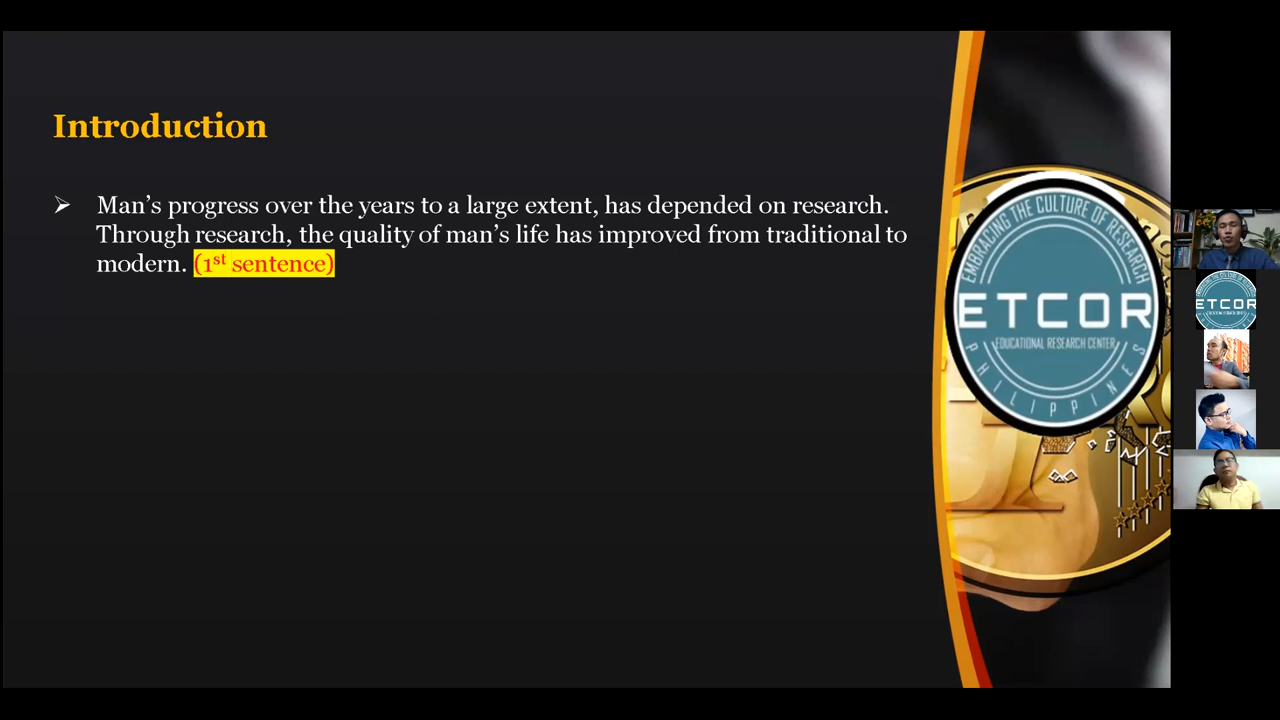 Introduction
➢ Man’s progress over the years to a large extent, has depended on research.
Through research, the quality of man’s life has improved from traditional to
modern. (1st sentence)
EMBRACING THE CULTURE OF RESEARCH
ETCOR
EDUCATIONAL RESEARCH CENTER
PHILIPPINES
ETCOR